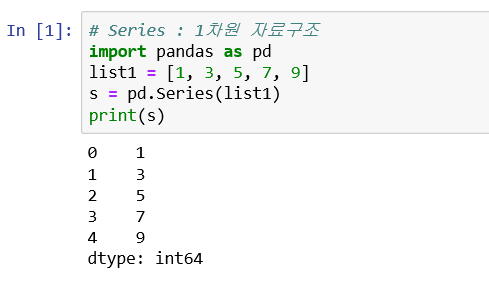 In [1]: # Series : 1차원 자료구조
import pandas as pd
list1 = [1, 3, 5, 7, 9]
s = pd.Series(list1)
print(s)
0    1
1    3
2    5
3    7
4    9
dtype: int64